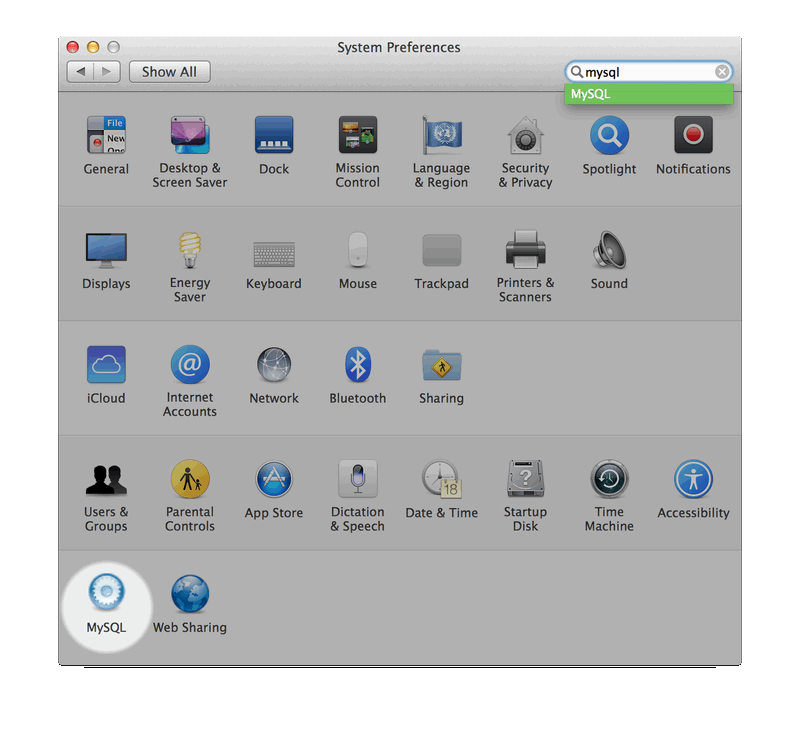 System Preferences
Show All
mysql
MySQL
File
New
General
Desktop &
Screen Saver
Dock
Mission
Control
Language
& Region
Security
& Privacy
Spotlight
Notifications
Displays
Energy
Saver
Keyboard
Mouse
Trackpad
Printers &
Scanners
Sound
iCloud
@
Internet
Accounts
Network
Bluetooth
Sharing
Users &
Groups
Parental
Controls
App Store
Dictation
& Speech
18
Date & Time
?
Startup
Disk
Time
Machine
Accessibility
MySQL
Web Sharing